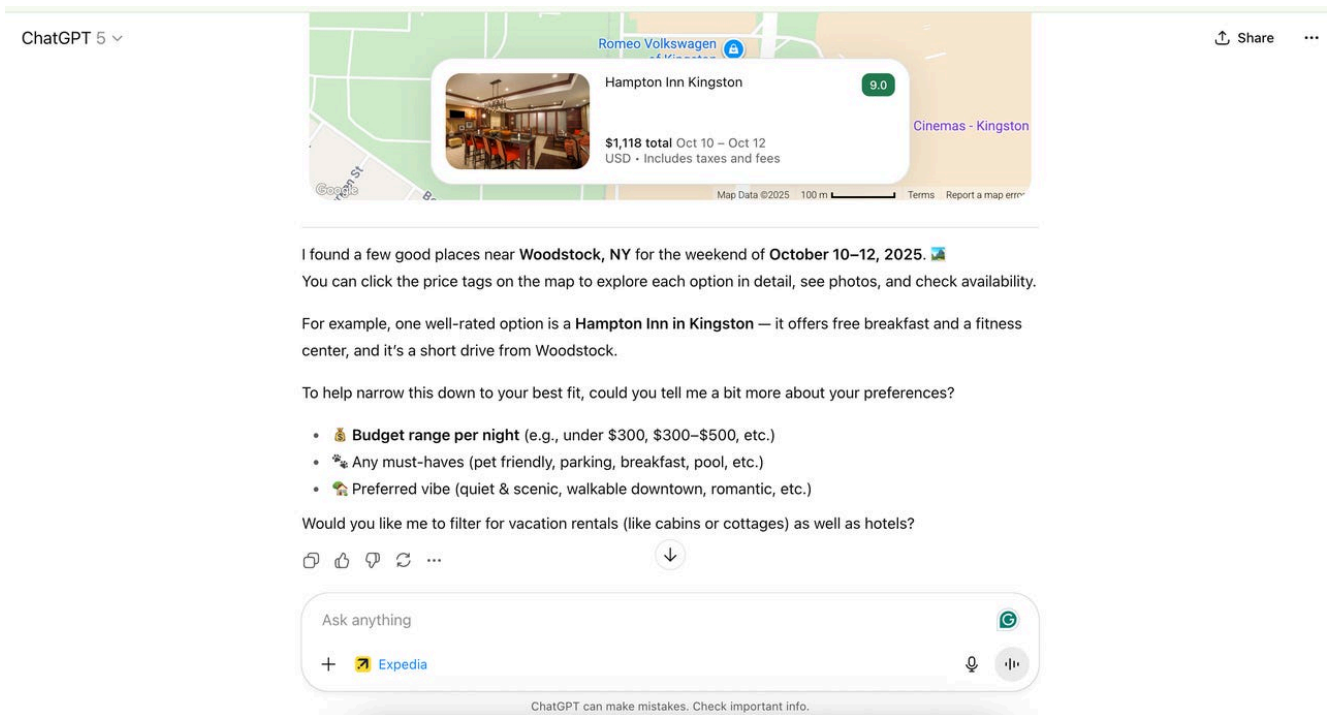 ChatGPT 5
Share
Romeo Volkswagen
of Kingston
Hampton Inn Kingston
9.0
Cinemas - Kingston
$1,118 total Oct 10 – Oct 12
USD • Includes taxes and fees
Google
Map Data ©2025 100 m Terms Report a map error
I found a few good places near Woodstock, NY for the weekend of October 10–12, 2025. 🏞️
You can click the price tags on the map to explore each option in detail, see photos, and check availability.
For example, one well-rated option is a Hampton Inn in Kingston — it offers free breakfast and a fitness
center, and it's a short drive from Woodstock.
To help narrow this down to your best fit, could you tell me a bit more about your preferences?
• 💰 Budget range per night (e.g., under $300, $300–$500, etc.)
• 🐾 Any must-haves (pet friendly, parking, breakfast, pool, etc.)
• 🏡 Preferred vibe (quiet & scenic, walkable downtown, romantic, etc.)
Would you like me to filter for vacation rentals (like cabins or cottages) as well as hotels?
Ask anything
Expedia
ChatGPT can make mistakes. Check important info.